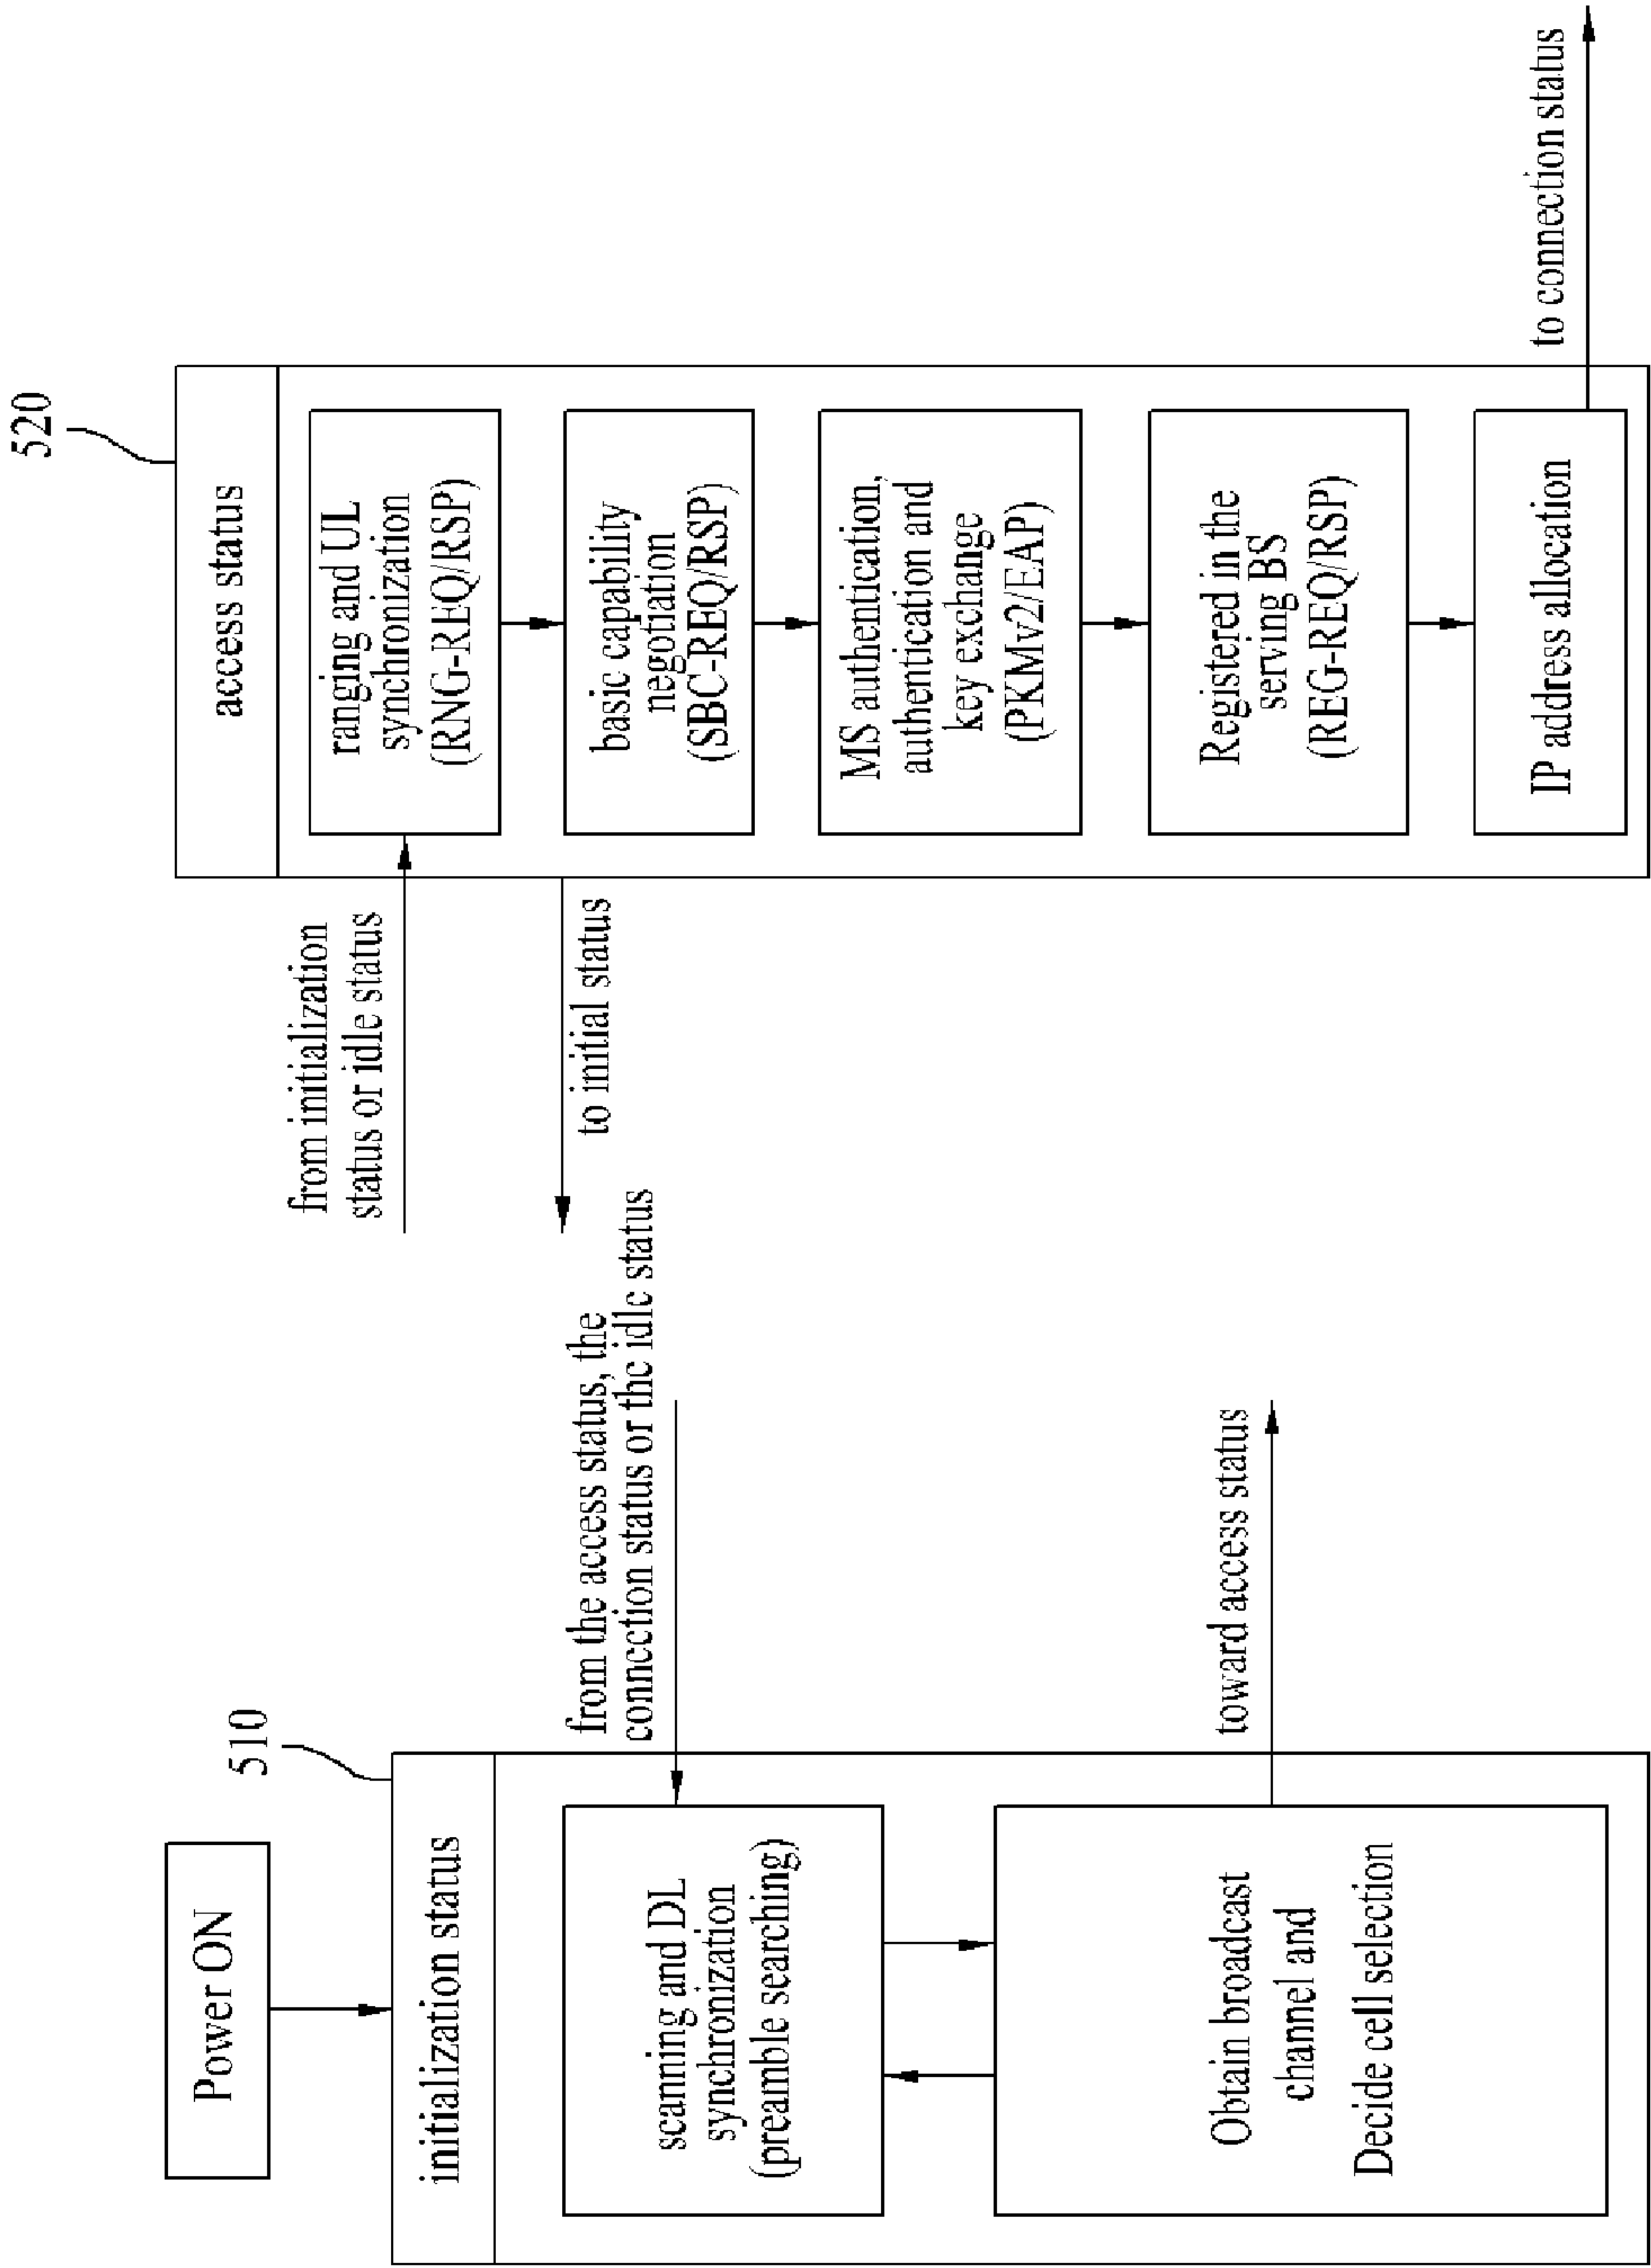 Power ON
510
initialization status
scanning and DL
synchronization
(preamble searching)
Obtain broadcast
channel and
Decide cell selection
from the access status, the
connection status or the idle status
toward access status
520
access status
ranging and UL
synchronization
(RNG-REQ/RSP)
basic capability
negotiation
(SBC-REQ/RSP)
MS authentication,
authentication and
key exchange
(PKMv2/EAP)
Registered in the
serving BS
(REG-REQ/RSP)
IP address allocation
from initialization
status or idle status
to initial status
to connection status